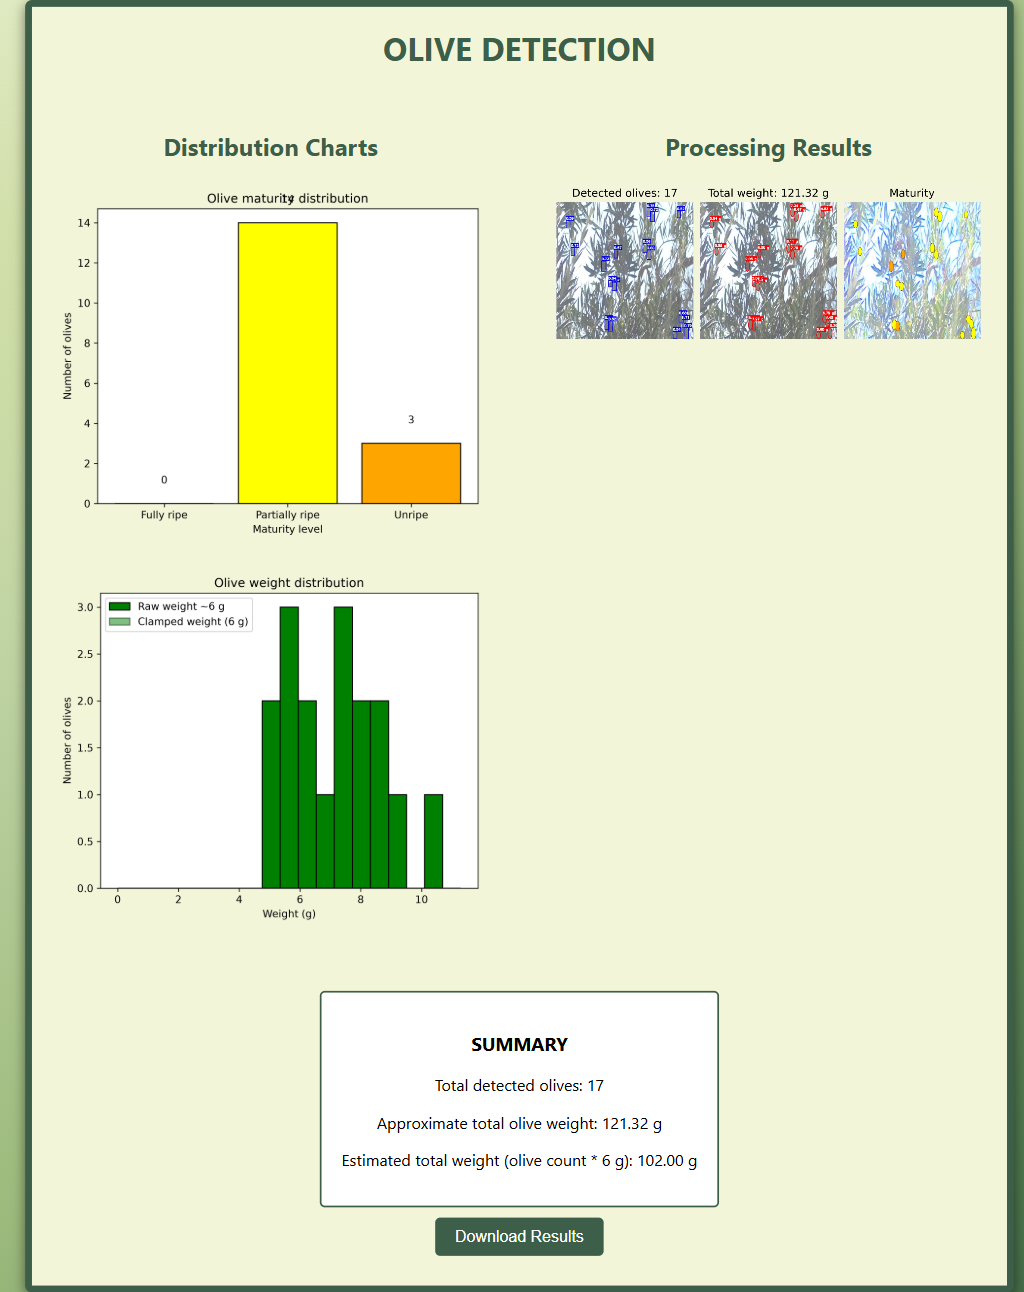 OLIVE DETECTION
Distribution Charts
Olive maturity distribution
14
14
12
10
8
6
4
2
0
Number of olives
0
3
Fully ripe
Partially ripe
Unripe
Maturity level
Olive weight distribution
Raw weight ~6 g
Clamped weight (6 g)
3.0
2.5
2.0
1.5
1.0
0.5
0.0
Number of olives
0 2 4 6 8 10
Weight (g)
Processing Results
Detected olives: 17
Total weight: 121.32 g
Maturity
SUMMARY
Total detected olives: 17
Approximate total olive weight: 121.32 g
Estimated total weight (olive count * 6 g): 102.00 g
Download Results